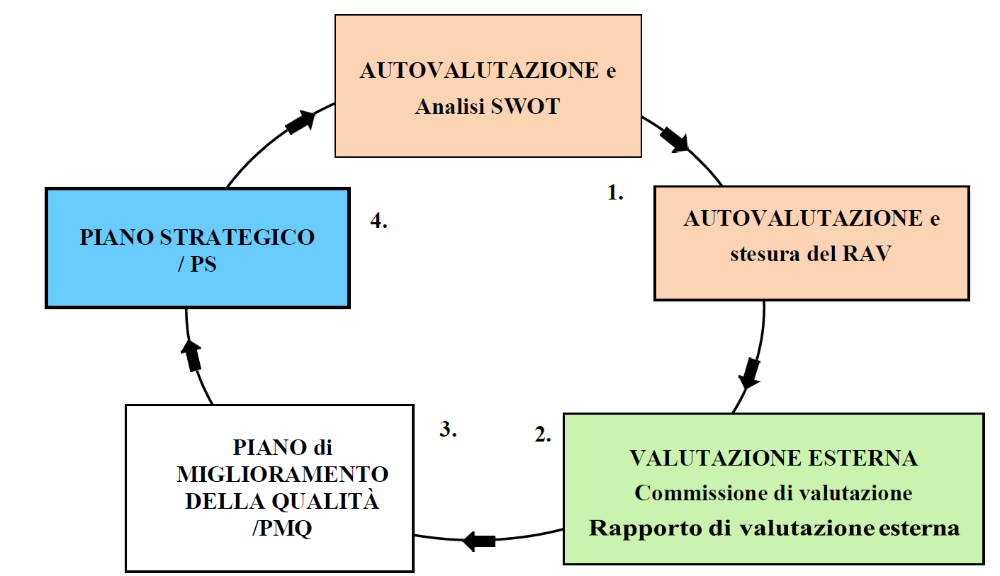 AUTOVALUTAZIONE e
Analisi SWOT
1.
AUTOVALUTAZIONE e
stesura del RAV
2.
VALUTAZIONE ESTERNA
Commissione di valutazione
Rapporto di valutazione esterna
3.
PIANO di
MIGLIORAMENTO
DELLA QUALITÀ
/PMQ
4.
PIANO STRATEGICO
/ PS